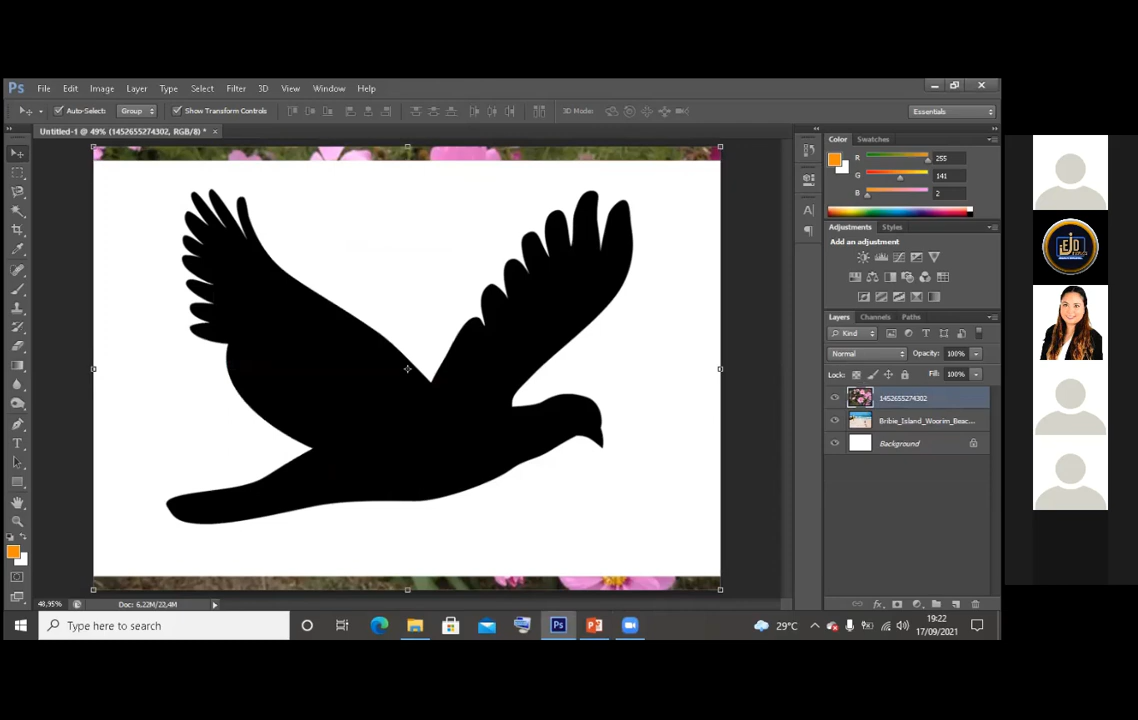 Ps File Edit Image Layer Type Select Filter 3D View Window Help
Auto-Select: Group Show Transform Controls 3D Mode: Essentials
Untitled-1 @ 49% (1452655274302, RGB/8) * ×
Color Swatches
R 255
G 141
B 2
Adjustments Styles
Add an adjustment
Layers Channels Paths
Kind
Normal Opacity: 100%
Lock: Fill: 100%
1452655274302
Bribie_Island_Woorim_Beac...
Background
48,95% Doc: 6,22M/22,4M
Type here to search
Ps
29°C
19:22
17/09/2021